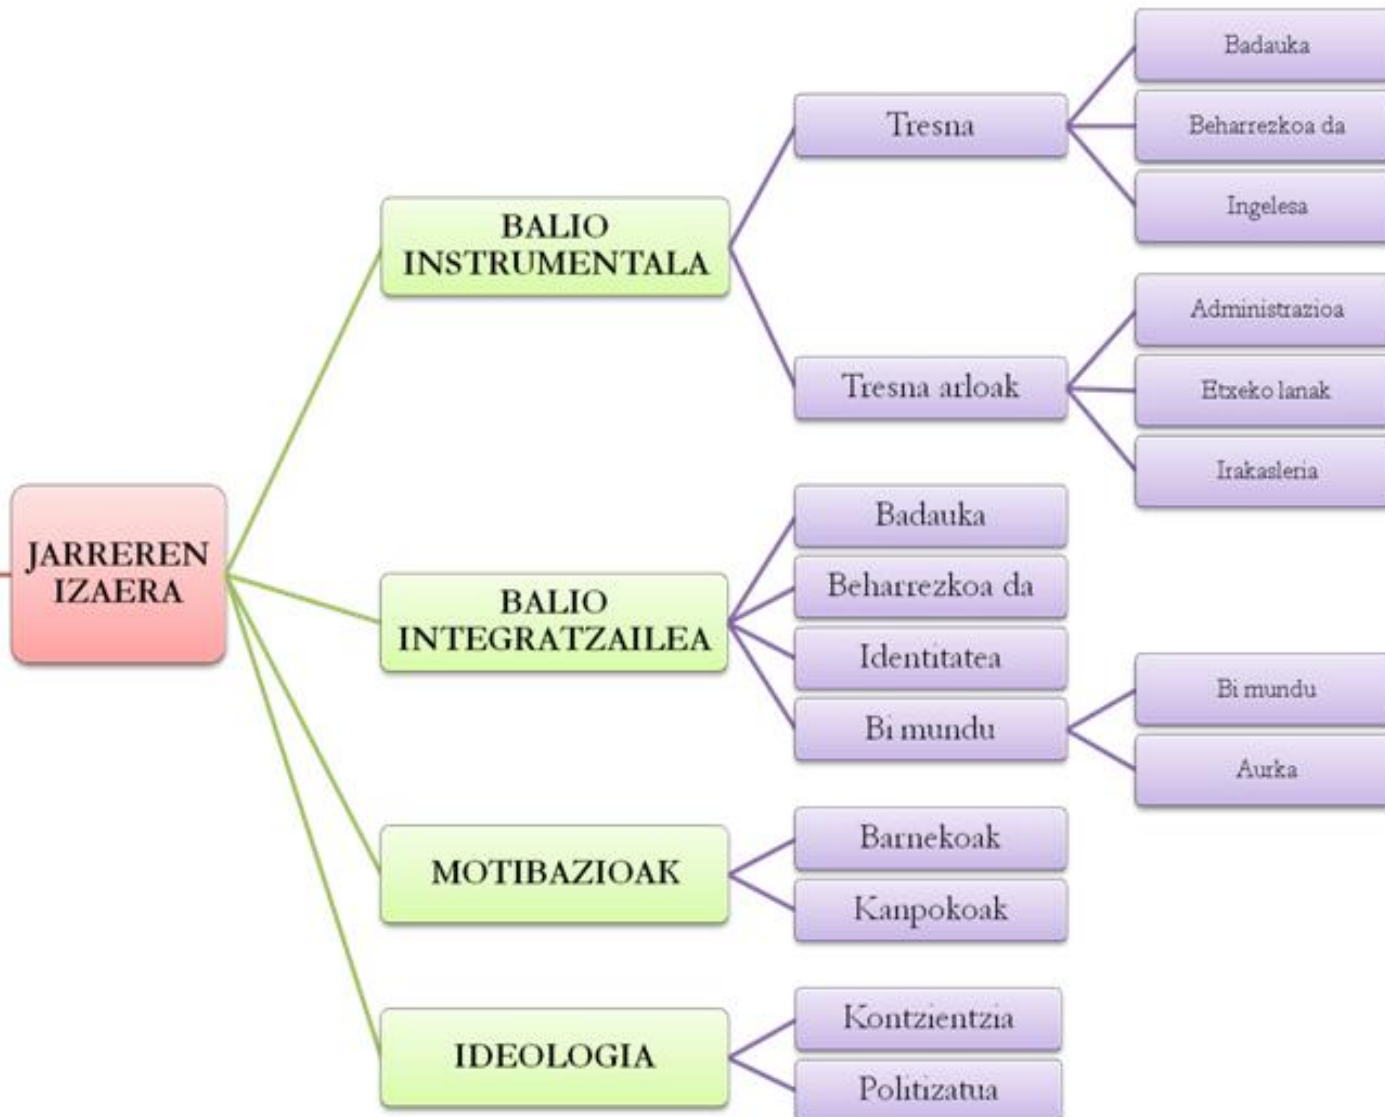 JARREREN
IZAERA
BALIO
INSTRUMENTALA
Tresna
Badauka
Beharrezkoa da
Ingelesa
Tresna arloak
Administrazioa
Etxeko lanak
Irakasleria
BALIO
INTEGRATZAILEA
Badauka
Beharrezkoa da
Identitatea
Bi mundu
Bi mundu
Aurka
MOTIBAZIOAK
Barnekoak
Kanpokoak
IDEOLOGIA
Kontzientzia
Politizatua